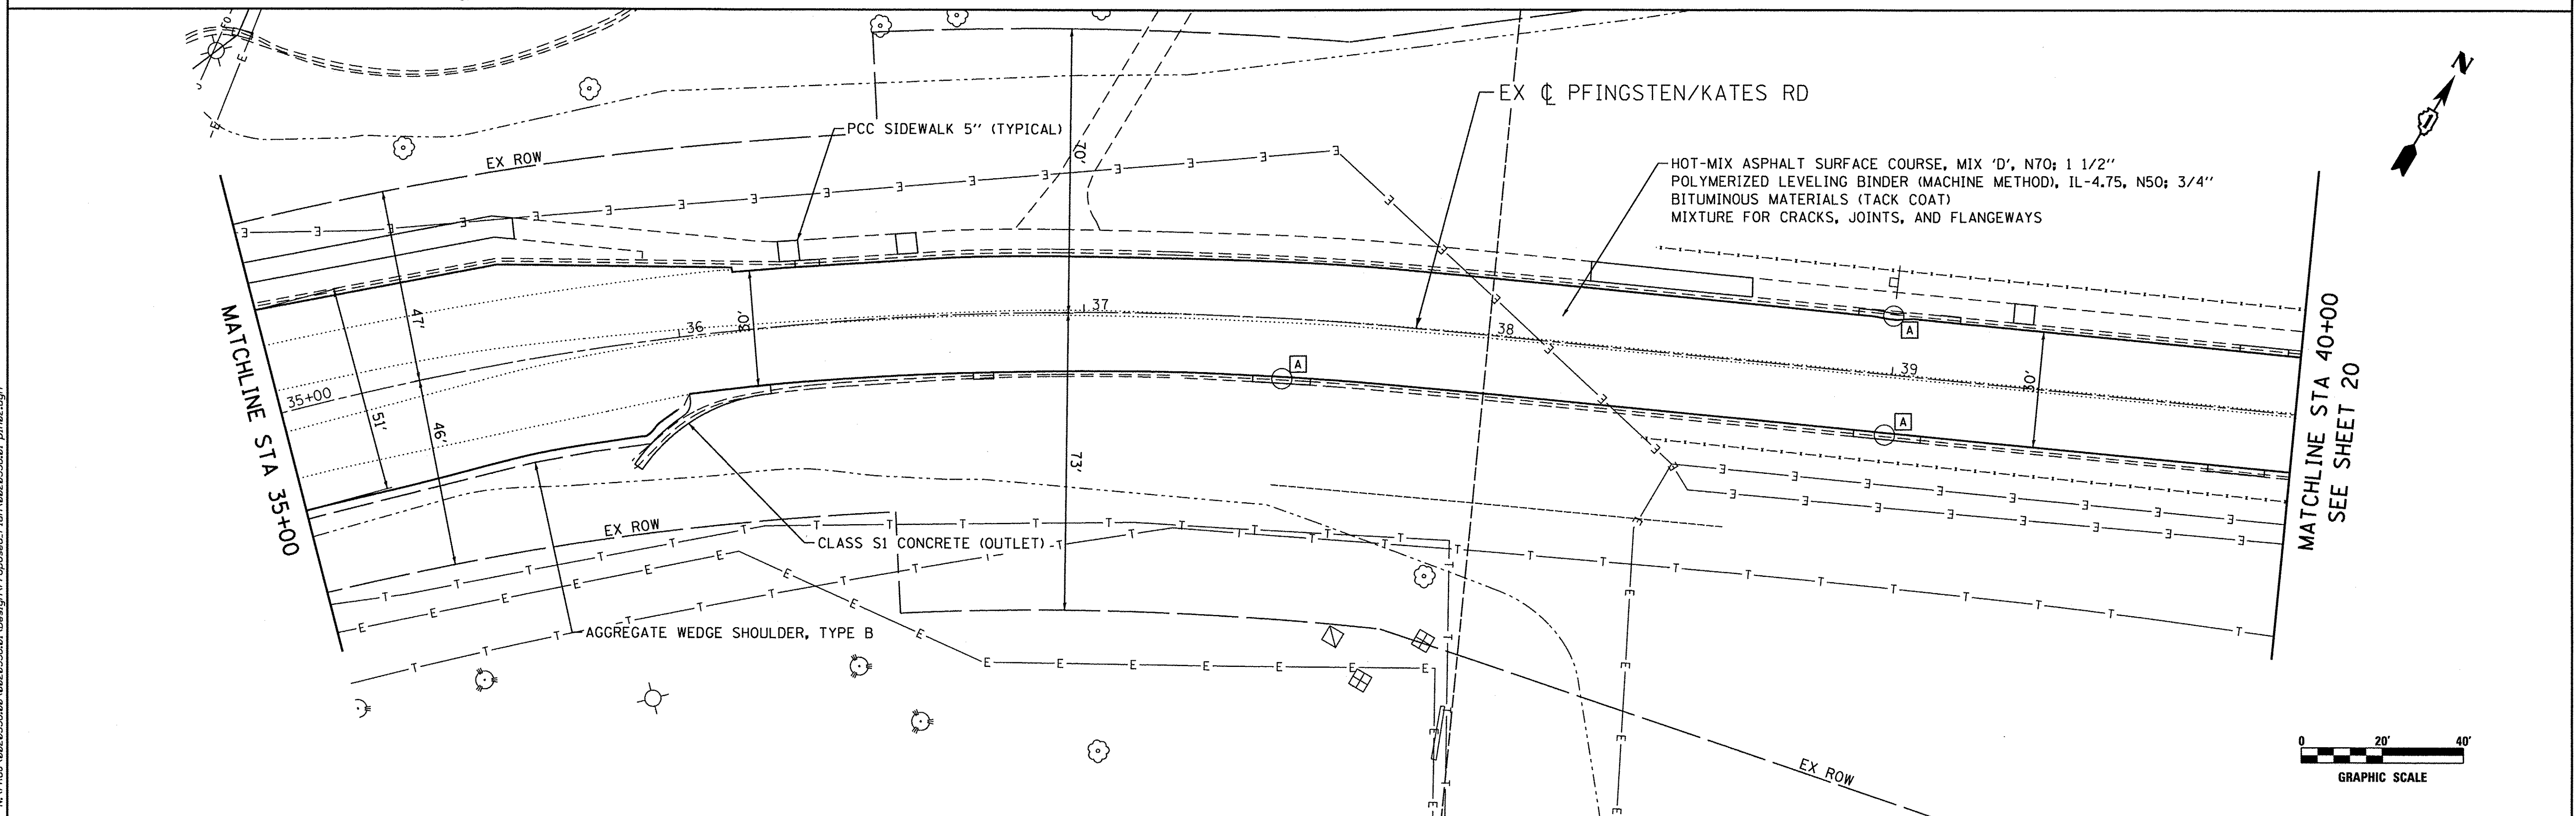 N
EX ℄ PFINGSTEN/KATES RD
PCC SIDEWALK 5" (TYPICAL)
EX ROW
70'
HOT-MIX ASPHALT SURFACE COURSE, MIX 'D', N70; 1 1/2"
POLYMERIZED LEVELING BINDER (MACHINE METHOD), IL-4.75, N50; 3/4"
BITUMINOUS MATERIALS (TACK COAT)
MIXTURE FOR CRACKS, JOINTS, AND FLANGEWAYS
MATCHLINE STA 35+00
47'
36
30'
37
38
A
A
39
30'
35+00
51'
46'
73'
A
MATCHLINE STA 40+00
SEE SHEET 20
EX ROW
CLASS SI CONCRETE (OUTLET)
AGGREGATE WEDGE SHOULDER, TYPE B
EX ROW
0 20' 40'
GRAPHIC SCALE